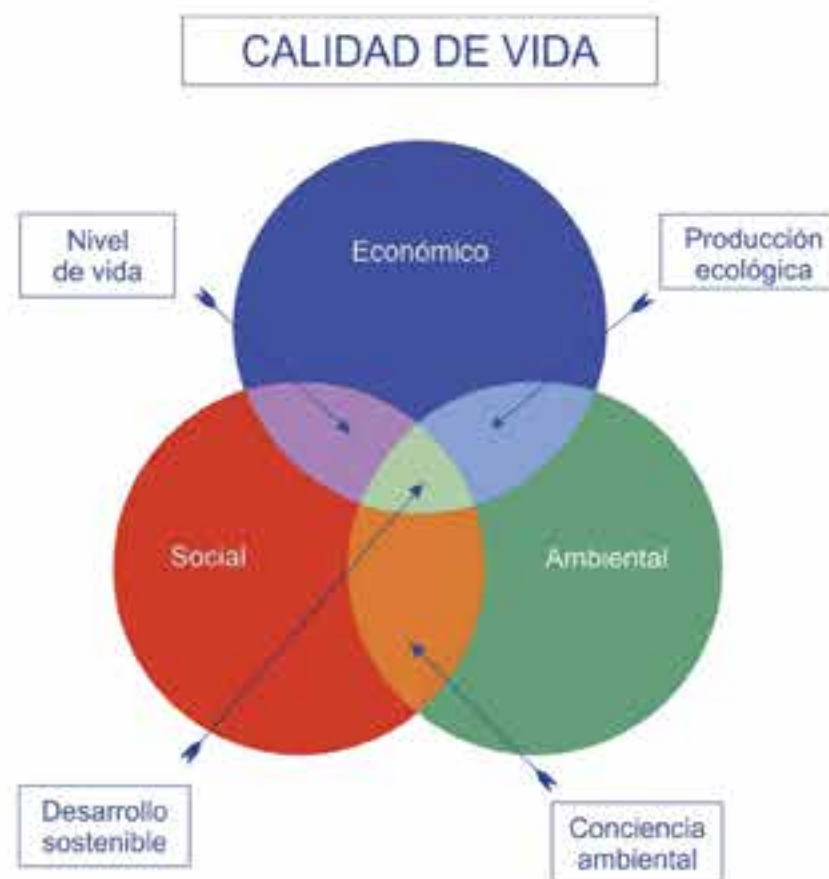 CALIDAD DE VIDA
Nivel
de vida
Económico
Producción
ecológica
Social
Ambiental
Desarrollo
sostenible
Conciencia
ambiental